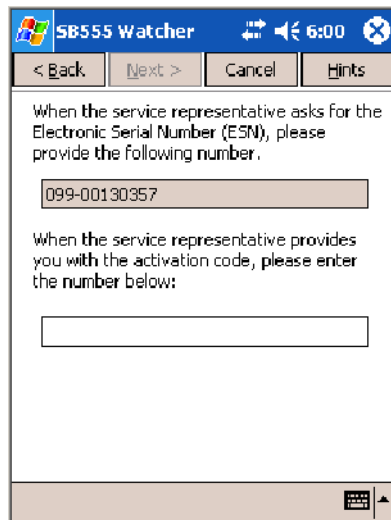 SB555 Watcher 6:00
< Back Next > Cancel Hints
When the service representative asks for the
Electronic Serial Number (ESN), please
provide the following number.
099-00130357
When the service representative provides
you with the activation code, please enter
the number below: